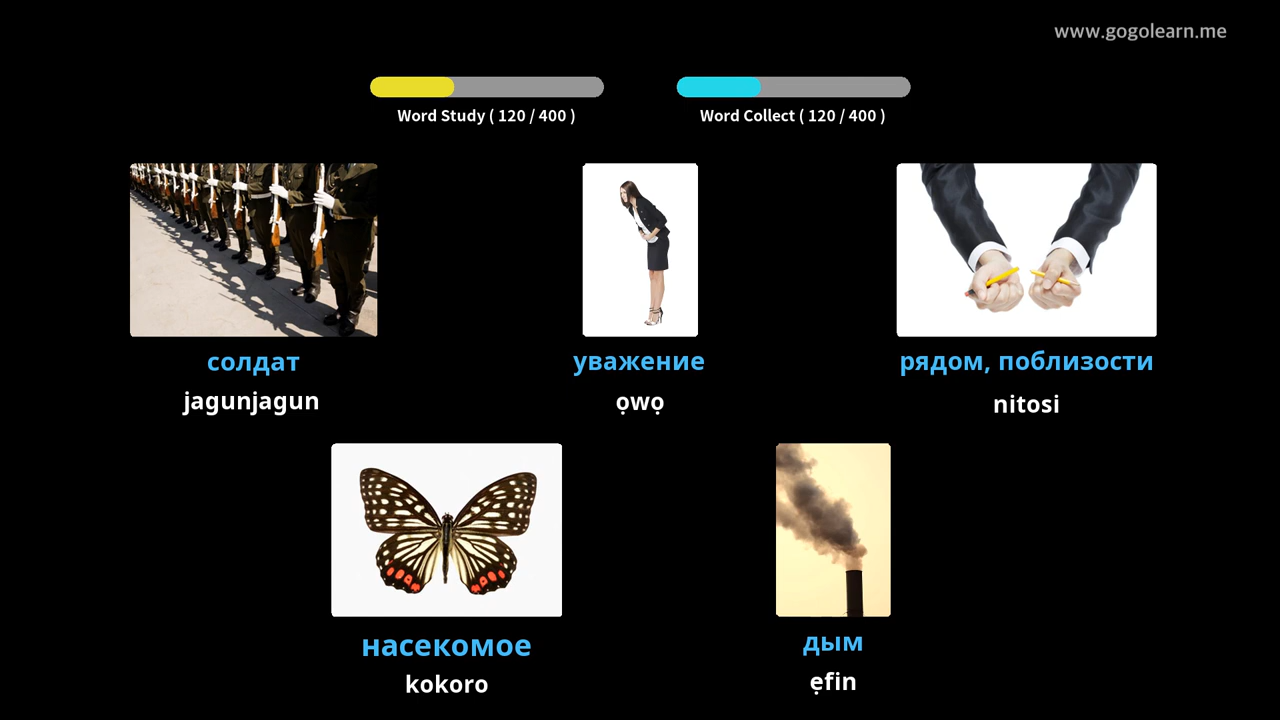 www.gogolearn.me
Word Study ( 120 / 400 )
Word Collect ( 120 / 400 )
солдат
jagunjagun
уважение
ọwọ
рядом, поблизости
nitosi
насекомое
kokoro
дым
ẹfin